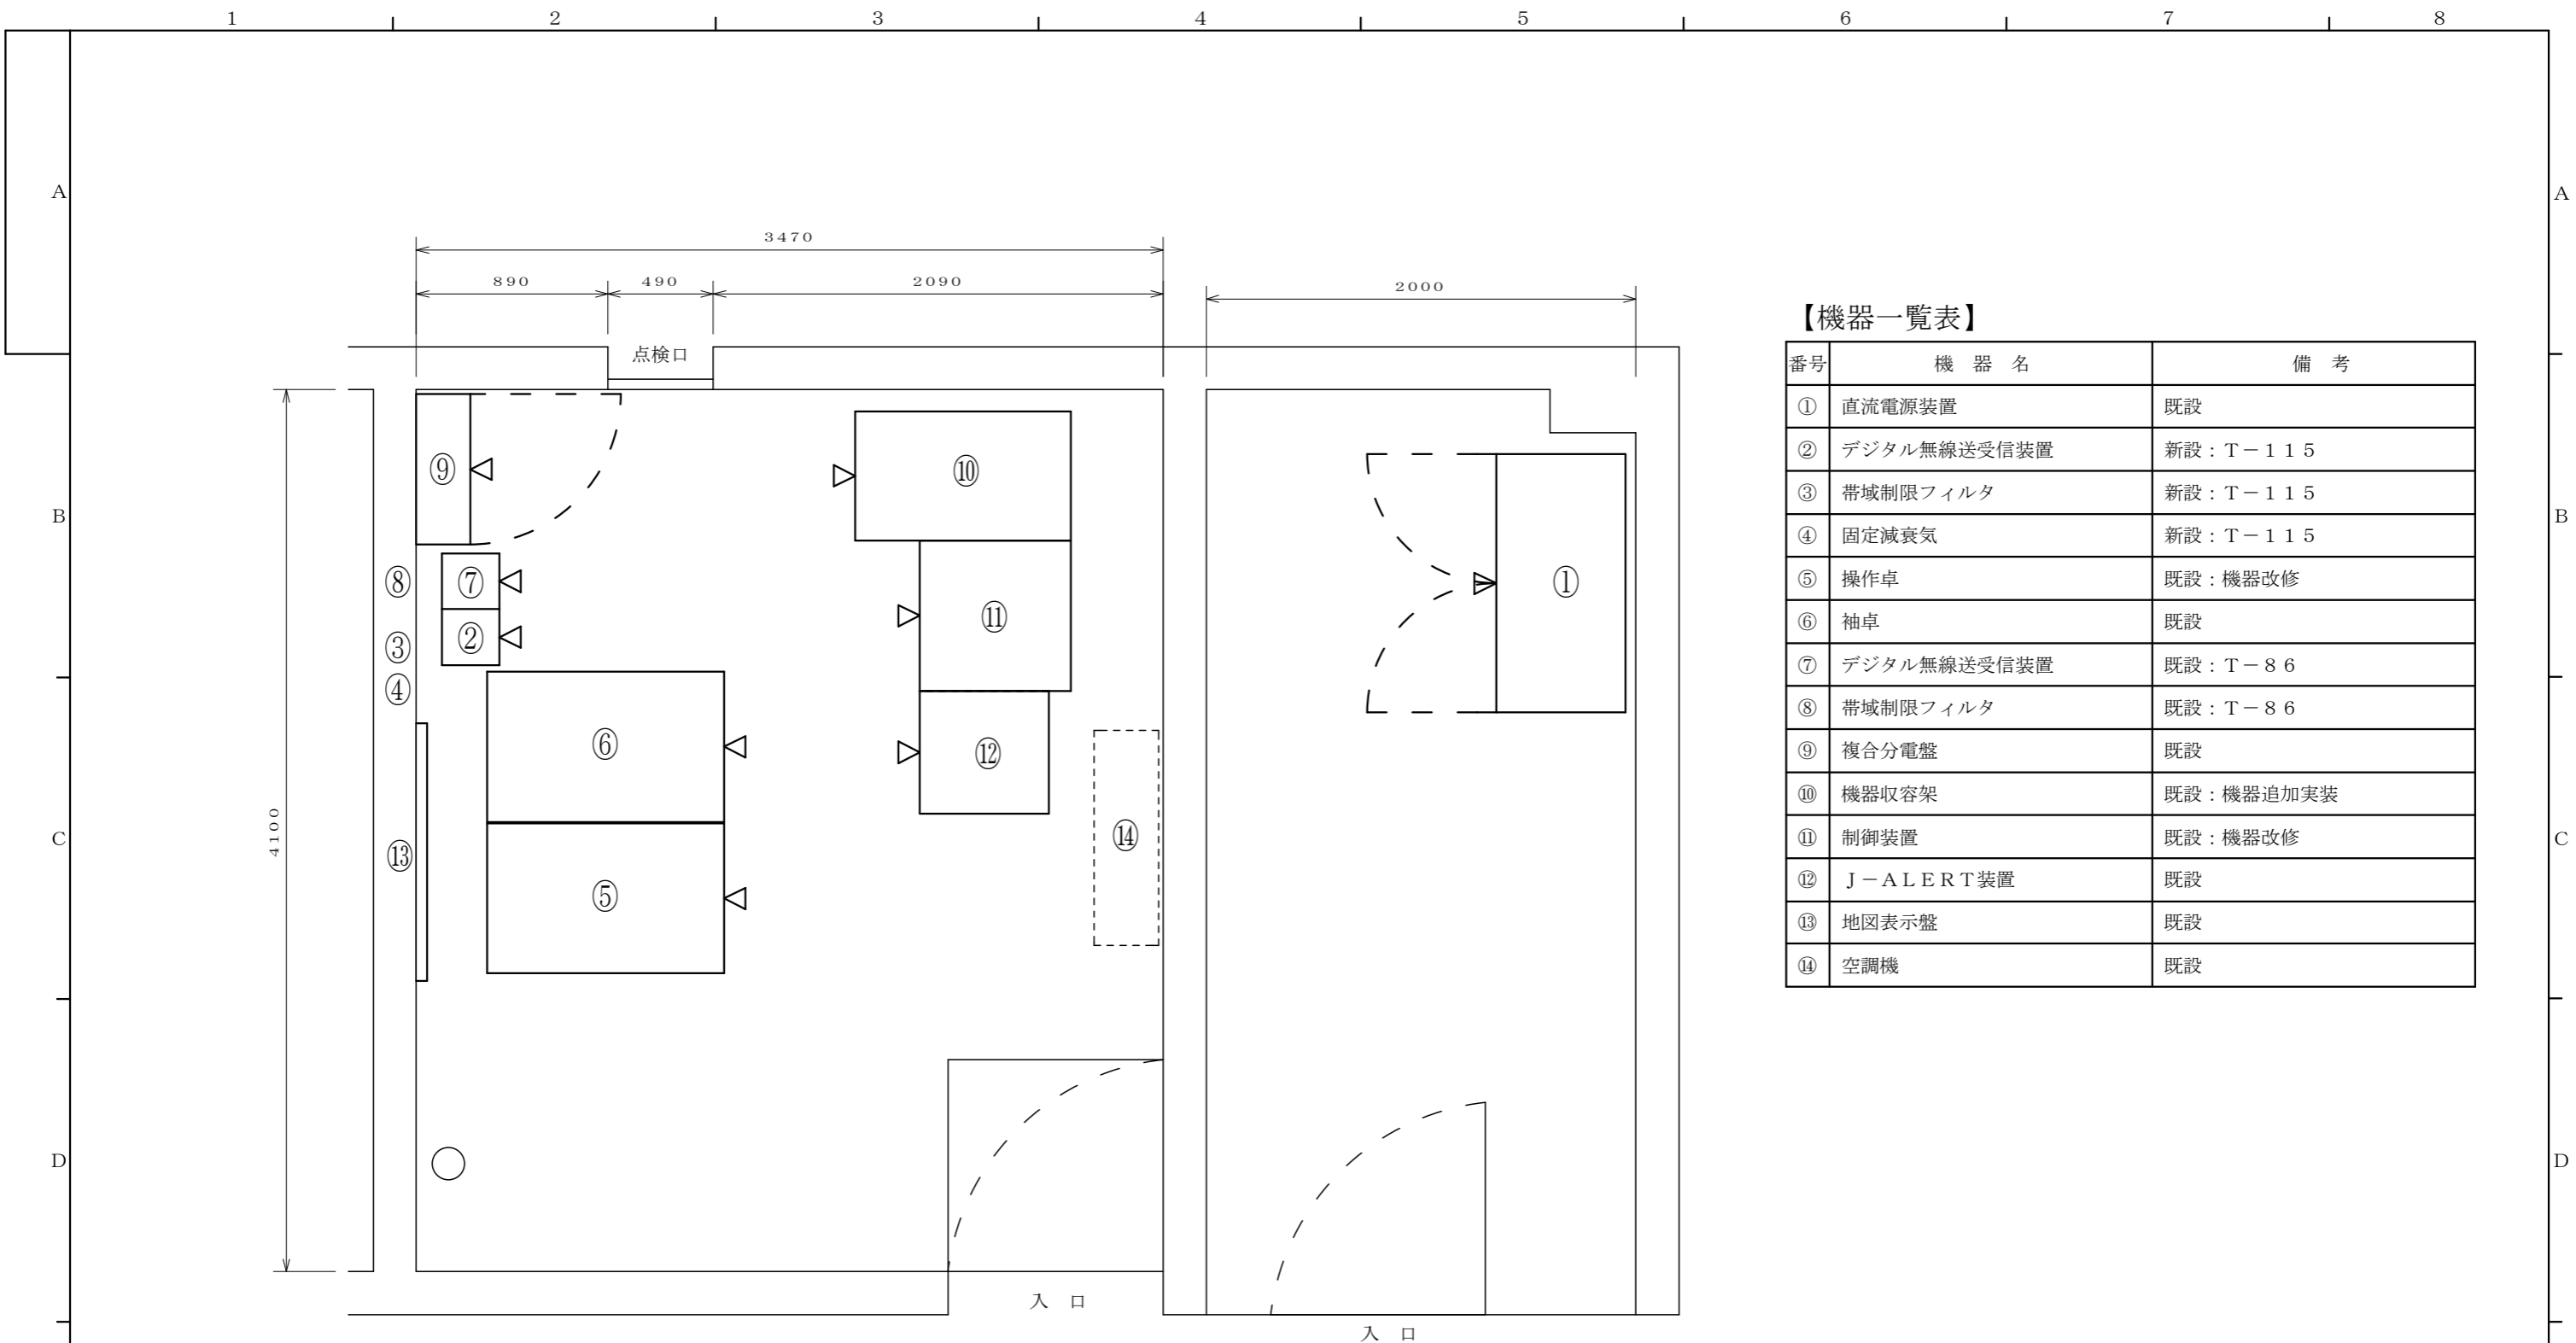 1 2 3 4 5 6 7 8
A A
3470
890 490 2090 2000
点検口
【機器一覧表】
番号 機 器 名 備 考
① 直流電源装置 既設
② デジタル無線送受信装置 新設：Ｔ－１１５
③ 帯域制限フィルタ 新設：Ｔ－１１５
④ 固定減衰気 新設：Ｔ－１１５
⑤ 操作卓 既設：機器改修
⑥ 袖卓 既設
⑦ デジタル無線送受信装置 既設：Ｔ－８６
⑧ 帯域制限フィルタ 既設：Ｔ－８６
⑨ 複合分電盤 既設
⑩ 機器収容架 既設：機器追加実装
⑪ 制御装置 既設：機器改修
⑫ Ｊ－ＡＬＥＲＴ装置 既設
⑬ 地図表示盤 既設
⑭ 空調機 既設
⑨ ⑩
B B
⑧ ⑦ ① 
③ ② ⑪
④
⑥ ⑫
4100
C ⑭ C
⑬
⑤
D D
入 口
入 口